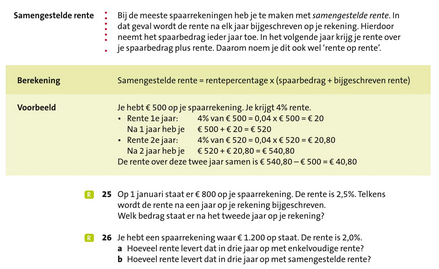 Samengestelde rente
Bij de meeste spaarrekeningen heb je te maken met samengestelde rente. In
dat geval wordt de rente na elk jaar bijgeschreven op je rekening. Hierdoor
neemt het spaarbedrag ieder jaar toe. In het volgende jaar krijg je rente over
je spaarbedrag plus rente. Daarom noem je dit ook wel ‘rente op rente’.
Berekening
Samengestelde rente = rentepercentage x (spaarbedrag + bijgeschreven rente)
Voorbeeld
Je hebt € 500 op je spaarrekening. Je krijgt 4% rente.
• Rente 1e jaar: 4% van € 500 = 0,04 x € 500 = € 20
Na 1 jaar heb je € 500 + € 20 = € 520
• Rente 2e jaar: 4% van € 520 = 0,04 x € 520 = € 20,80
Na 2 jaar heb je € 520 + € 20,80 = € 540,80
De rente over deze twee jaar samen is € 540,80 – € 500 = € 40,80
R 25 Op 1 januari staat er € 800 op je spaarrekening. De rente is 2,5%. Telkens
wordt de rente na een jaar op je rekening bijgeschreven.
Welk bedrag staat er na het tweede jaar op je rekening?
R 26 Je hebt een spaarrekening waar € 1.200 op staat. De rente is 2,0%.
a Hoeveel rente levert dat in drie jaar op met enkelvoudige rente?
b Hoeveel rente levert dat in drie jaar op met samengestelde rente?